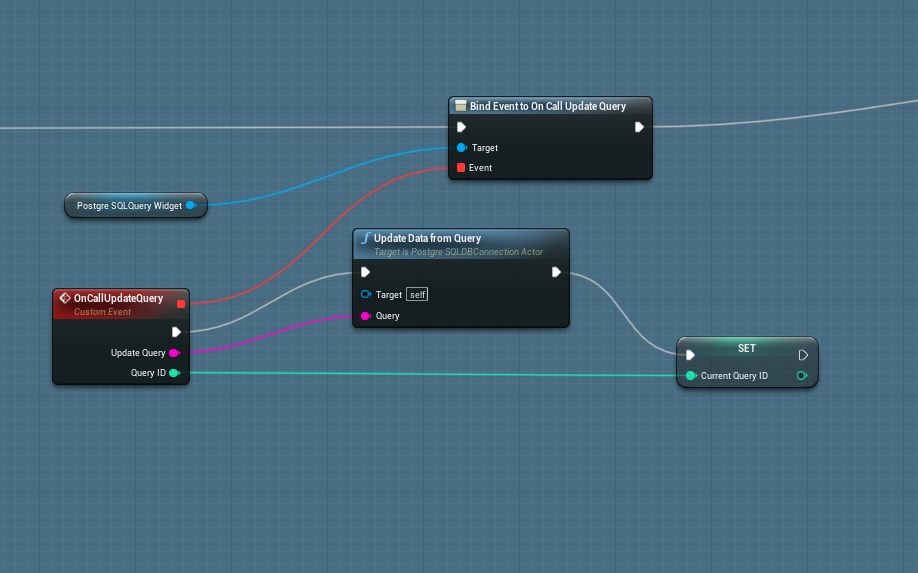 Bind Event to On Call Update Query
Target
Event
Postgre SQLQuery Widget
Update Data from Query
Target is Postgre SQLDBConnection Actor
Target self
Query
OnCallUpdateQuery
Custom Event
Update Query
Query ID
SET
Current Query ID